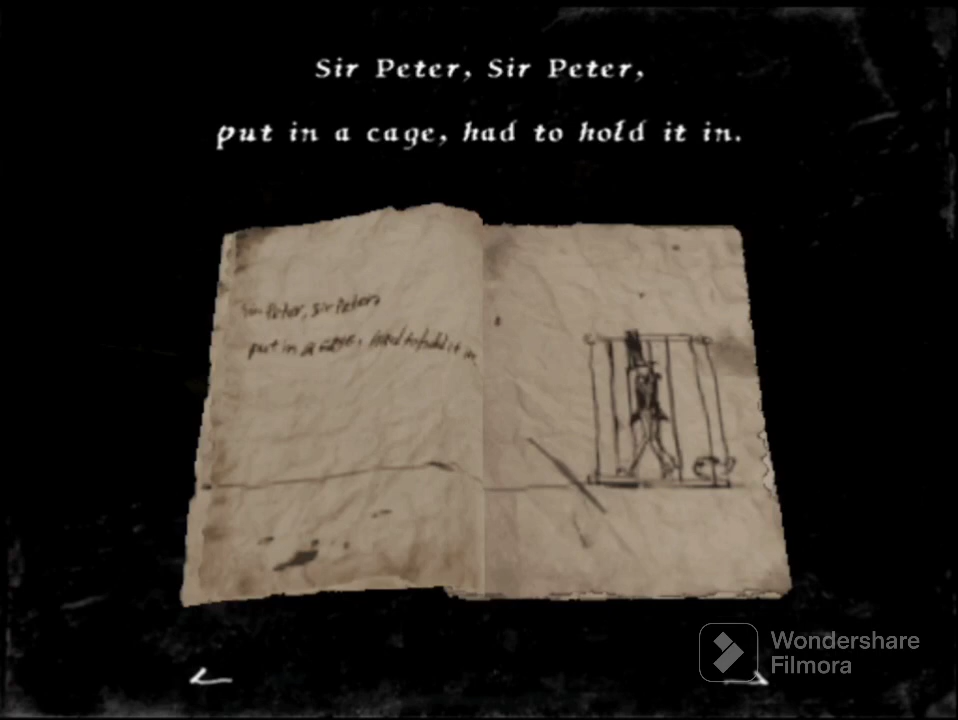 Sir Peter, Sir Peter,
put in a cage, had to hold it in.
Sir Peter, Sir Peter,
put in a cage, had to hold it in
Wondershare
Filmora